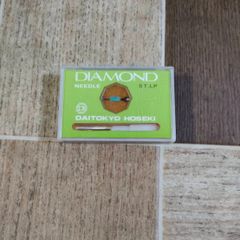 DIAMOND
NEEDLE ST.LP
DAITOKYO HOSEKI